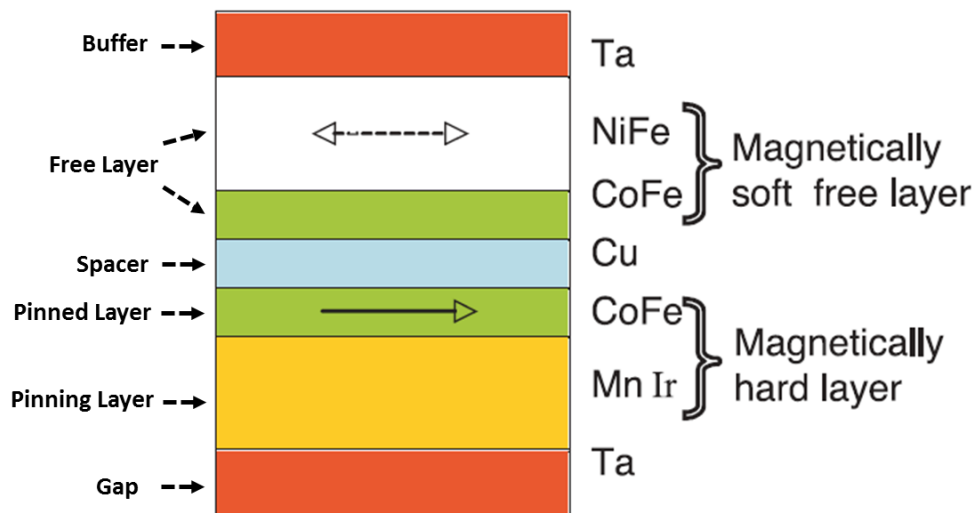 Buffer
Ta
Free Layer
NiFe
CoFe
Magnetically
soft free layer
Spacer
Cu
Pinned Layer
CoFe
Pinning Layer
Mn Ir
Magnetically
hard layer
Gap
Ta